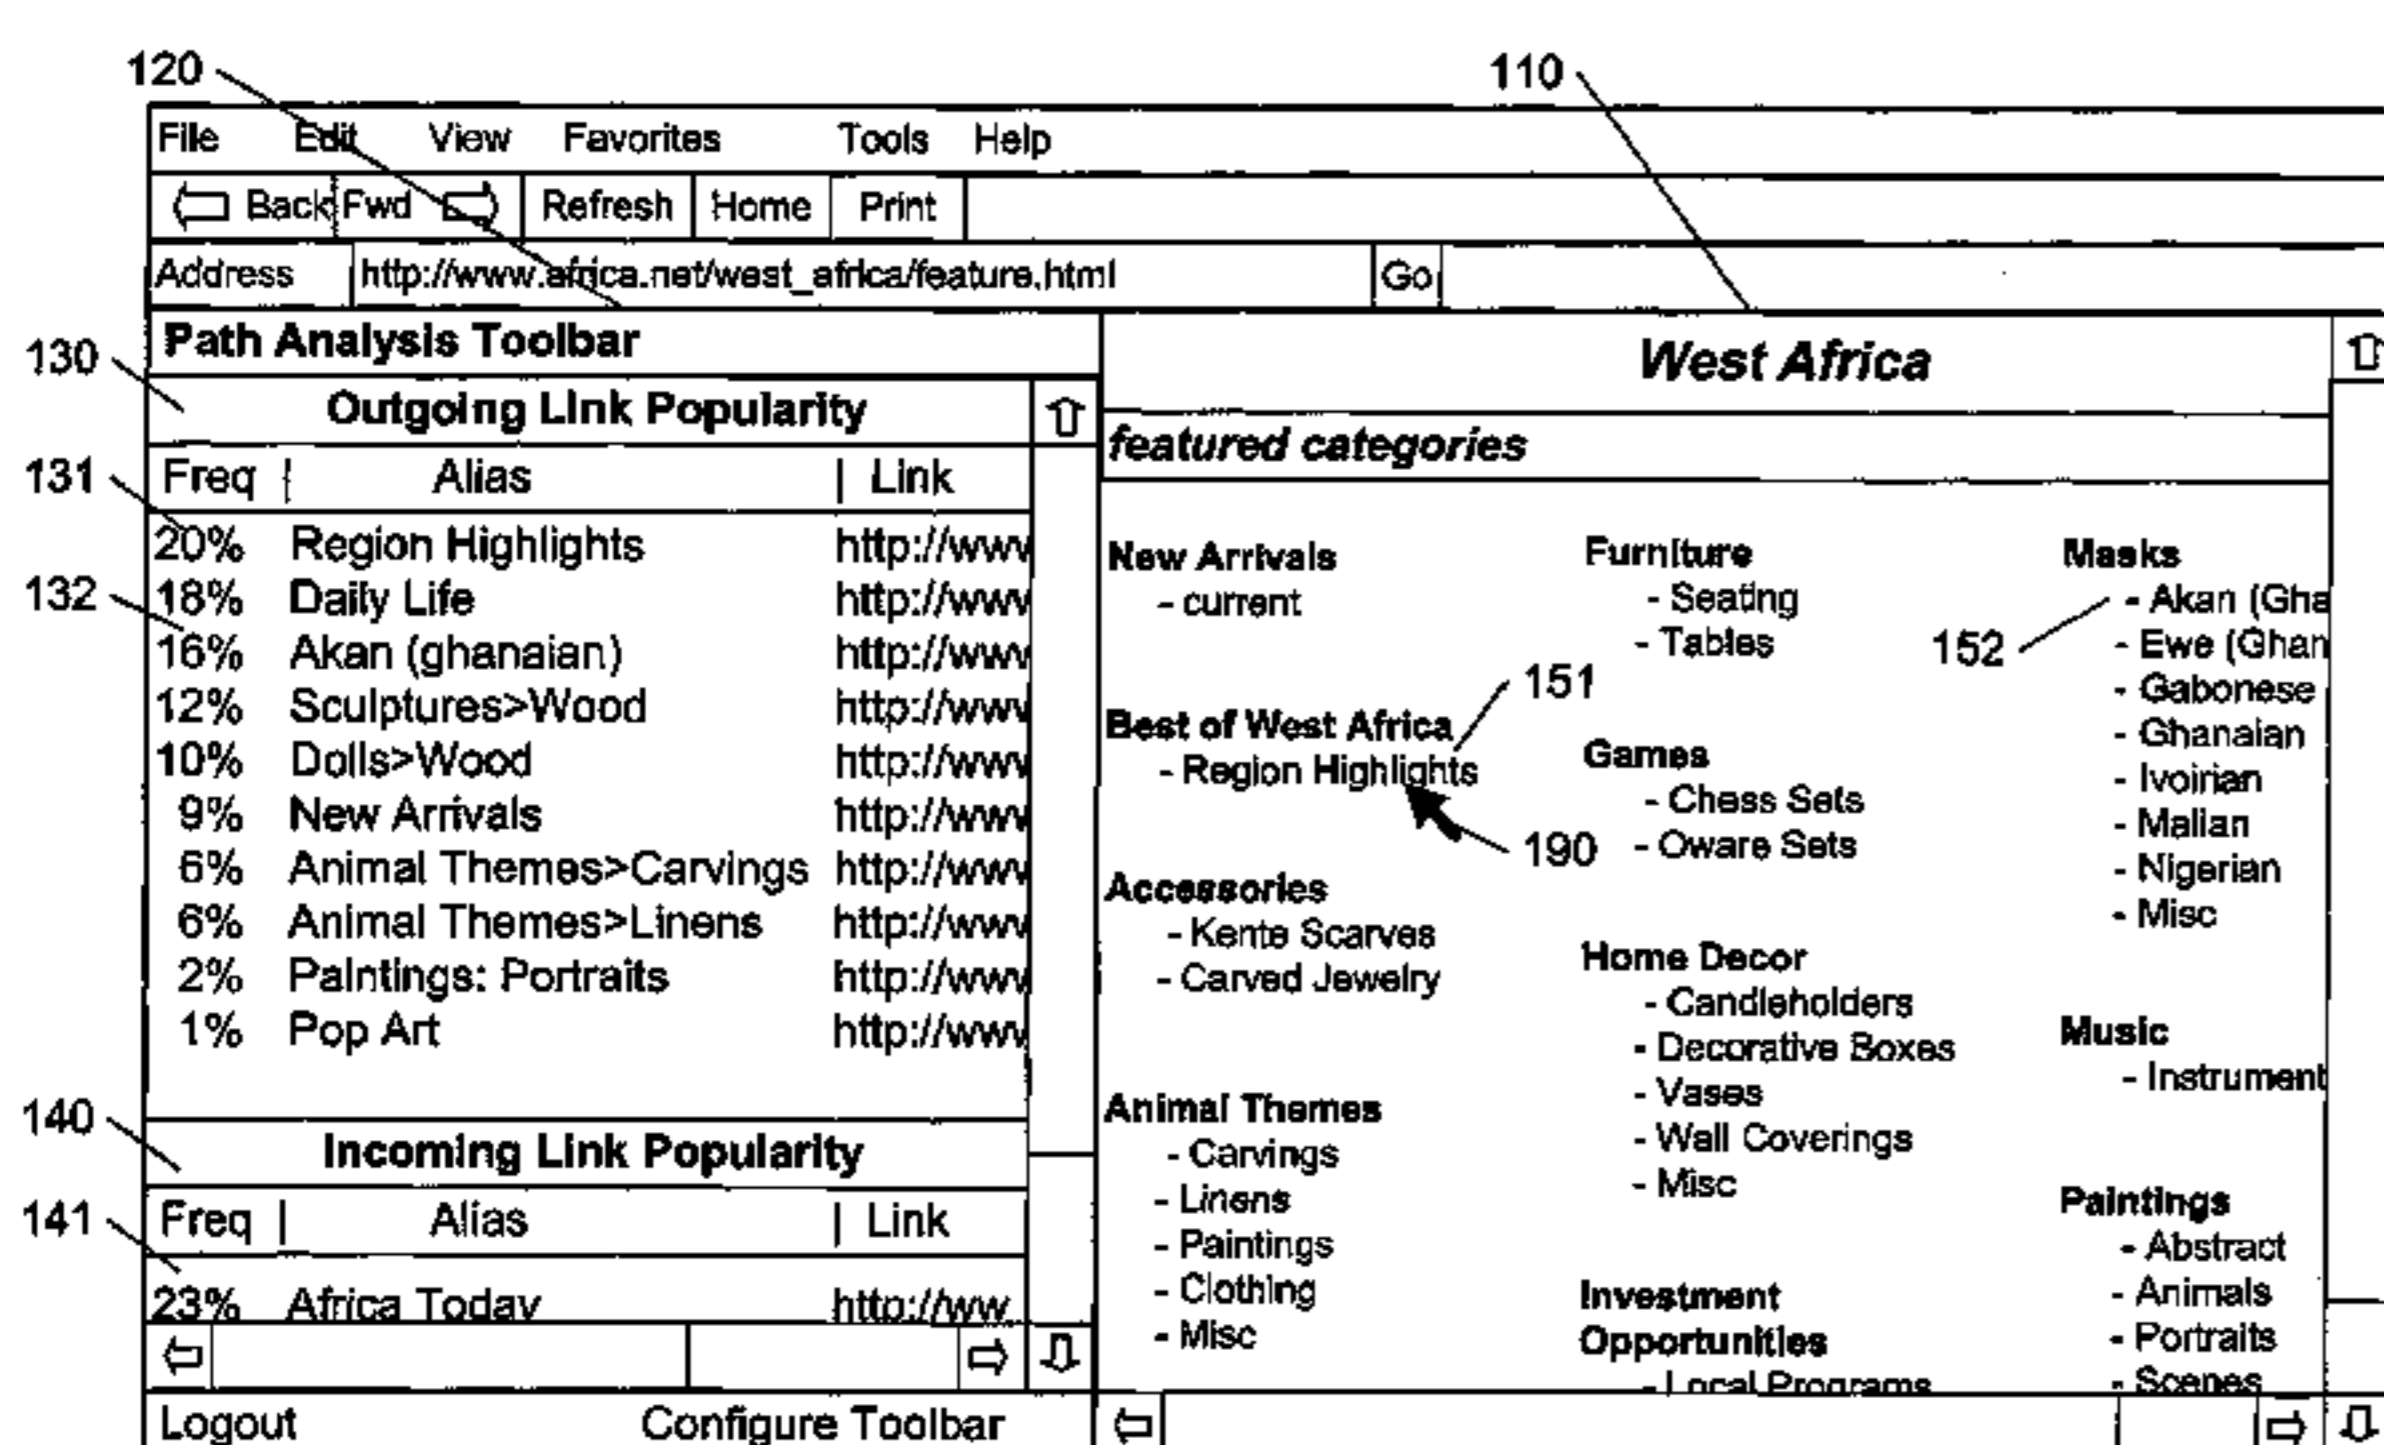 120
110
File Edit View Favorites Tools Help
Back Fwd Refresh Home Print
Address http://www.africa.net/west_africa/feature.html Go
Path Analysis Toolbar
130
Outgoing Link Popularity
131
Freq | Alias | Link
20% Region Highlights http://www
132
18% Daily Life http://www
16% Akan (ghanaian) http://www
12% Sculptures>Wood http://www
10% Dolls>Wood http://www
9% New Arrivals http://www
6% Animal Themes>Carvings http://www
6% Animal Themes>Linens http://www
2% Paintings: Portraits http://www
1% Pop Art http://www
140
Incoming Link Popularity
141
Freq | Alias | Link
23% Africa Today http://ww
Logout Configure Toolbar
West Africa
featured categories
New Arrivals
- current
Best of West Africa
- Region Highlights
151
190
Accessories
- Kente Scarves
- Carved Jewelry
Animal Themes
- Carvings
- Linens
- Paintings
- Clothing
- Misc
Furniture
- Seating
- Tables
Games
- Chess Sets
- Oware Sets
Home Decor
- Candleholders
- Decorative Boxes
- Vases
- Wall Coverings
- Misc
Investment
Opportunities
- Local Programs
Masks
152
- Akan (Gha
- Ewe (Ghan
- Gabonese
- Ghanaian
- Ivoirian
- Malian
- Nigerian
- Misc
Music
- Instrument
Paintings
- Abstract
- Animals
- Portraits
- Scenes